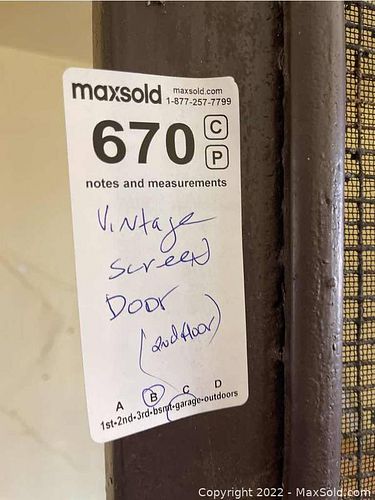 maxsold maxsold.com
1-877-257-7799
670 C
P
notes and measurements
Vintage
Screen
Door
(2nd floor)
A B C D
1st-2nd-3rd-bsmt-garage-outdoors
Copyright 2022 - MaxSold.com